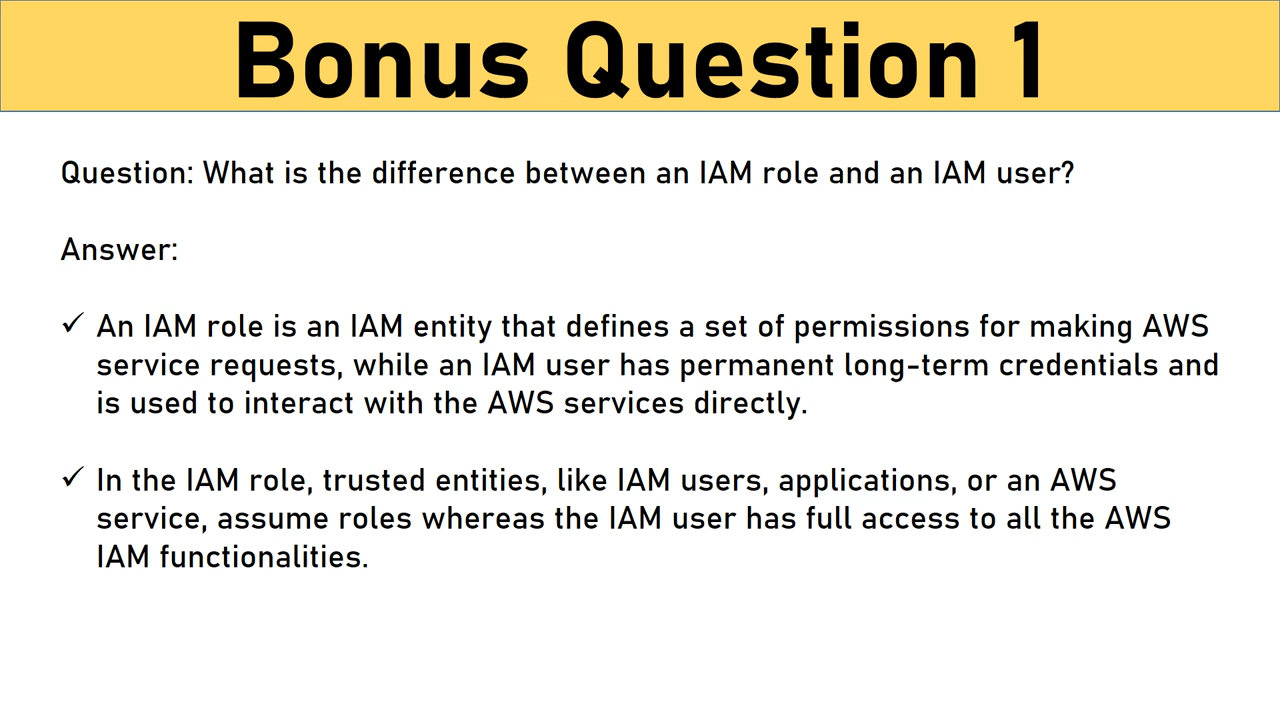 Bonus Question 1
Question: What is the difference between an IAM role and an IAM user?
Answer:
✓ An IAM role is an IAM entity that defines a set of permissions for making AWS
service requests, while an IAM user has permanent long-term credentials and
is used to interact with the AWS services directly.
✓ In the IAM role, trusted entities, like IAM users, applications, or an AWS
service, assume roles whereas the IAM user has full access to all the AWS
IAM functionalities.